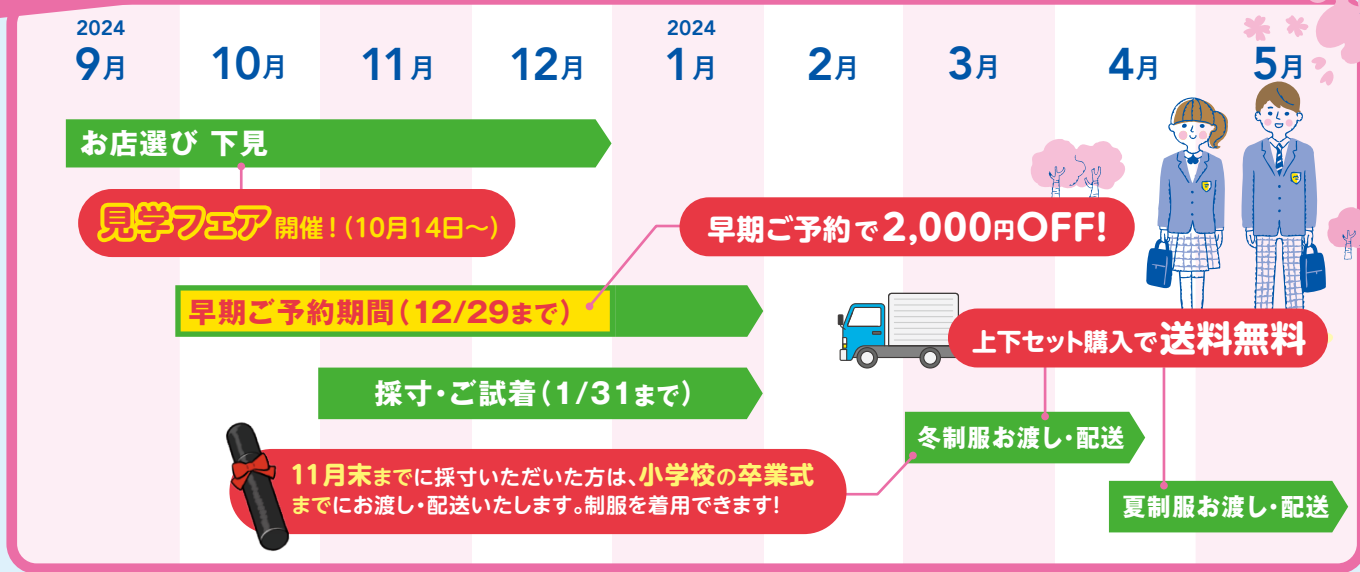 2024
9月
10月
11月
12月
2024
1月
2月
3月
4月
5月
お店選び 下見
見学フェア開催!(10月14日〜)
早期ご予約で2,000円OFF!
早期ご予約期間(12/29まで)
上下セット購入で送料無料
採寸・ご試着(1/31まで)
冬制服お渡し・配送
11月末までに採寸いただいた方は、小学校の卒業式
までにお渡し・配送いたします。制服を着用できます!
夏制服お渡し・配送